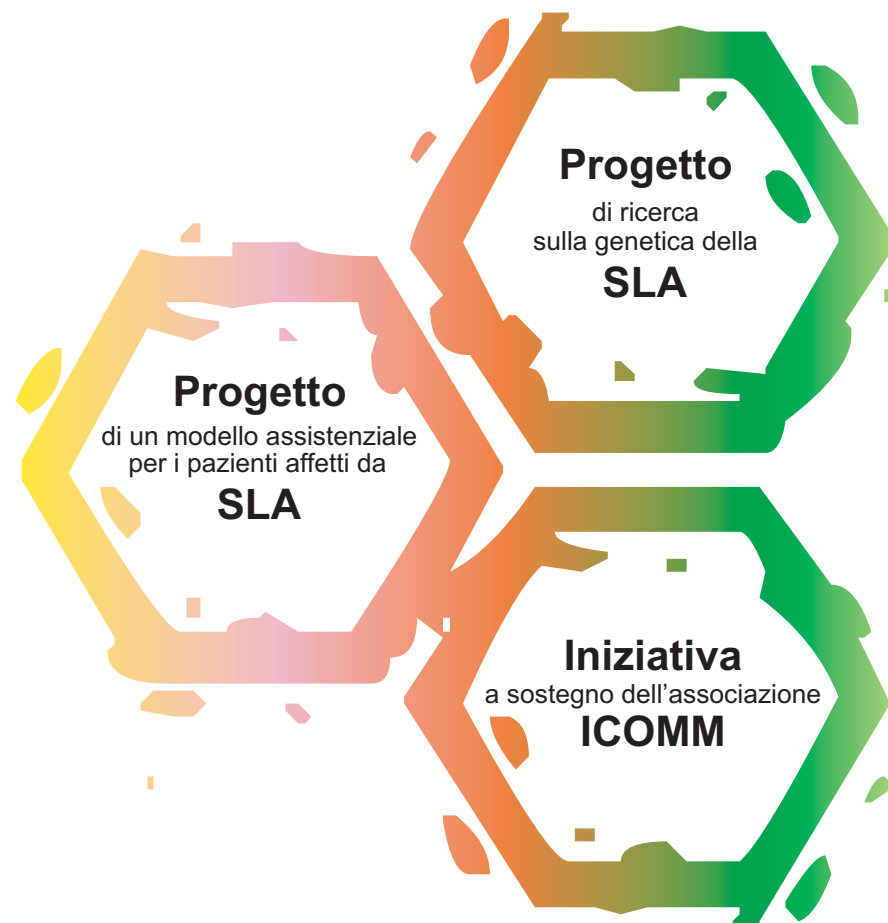 Progetto
di ricerca
sulla genetica della
SLA
Progetto
di un modello assistenziale
per i pazienti affetti da
SLA
Iniziativa
a sostegno dell’associazione
ICOMM